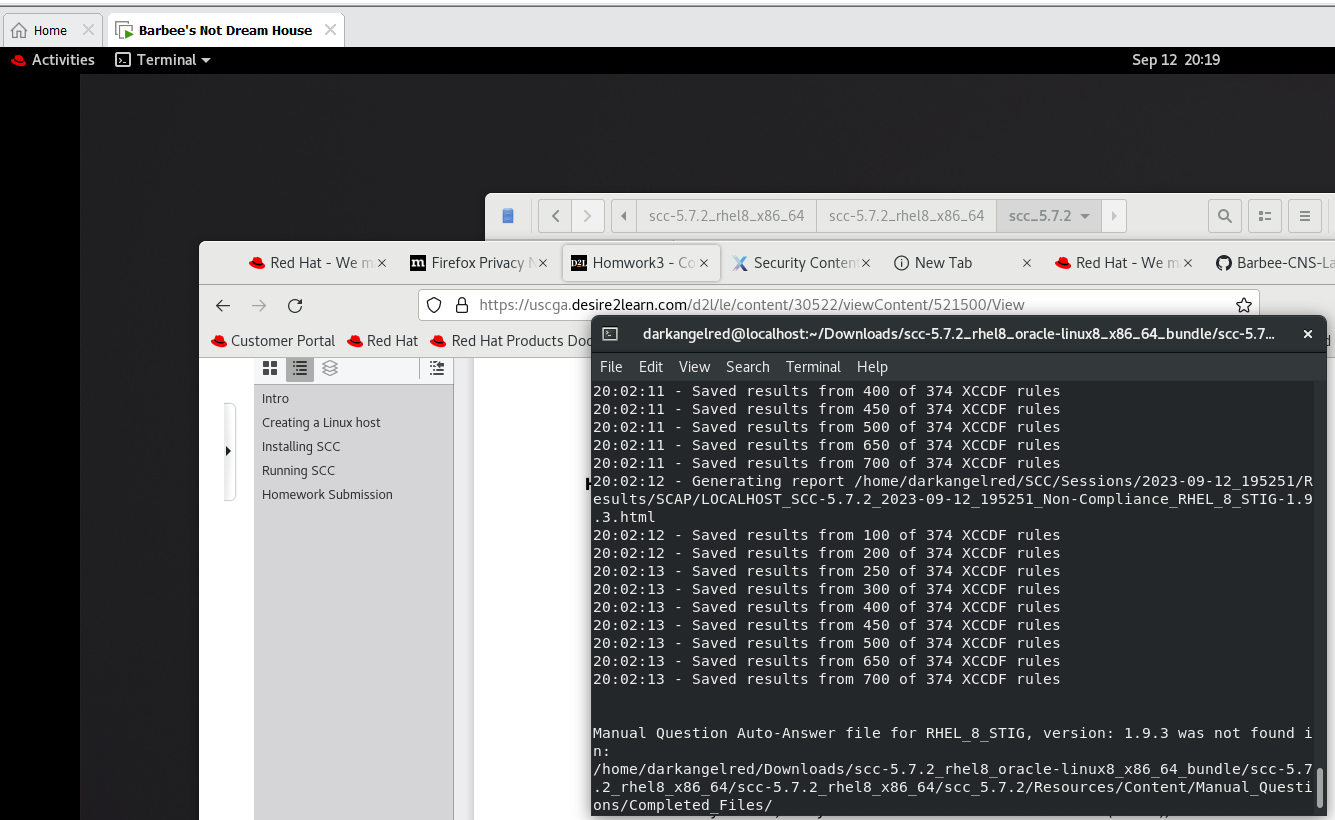 Home
Barbee's Not Dream House
Activities
Terminal
Sep 12 20:19
scc-5.7.2_rhel8_x86_64
scc-5.7.2_rhel8_x86_64
scc_5.7.2
Red Hat - We m
Firefox Privacy
Homwork3 - Co
Security Conten
New Tab
Red Hat - We m
Barbee-CNS-La
https://uscga.desire2learn.com/d2l/le/content/30522/viewContent/521500/View
Customer Portal
Red Hat
Red Hat Products Doc
darkangelred@localhost:~/Downloads/scc-5.7.2_rhel8_oracle-linux8_x86_64_bundle/scc-5.7...
File Edit View Search Terminal Help
Intro
Creating a Linux host
Installing SCC
Running SCC
Homework Submission
20:02:11 - Saved results from 400 of 374 XCCDF rules
20:02:11 - Saved results from 450 of 374 XCCDF rules
20:02:11 - Saved results from 500 of 374 XCCDF rules
20:02:11 - Saved results from 650 of 374 XCCDF rules
20:02:11 - Saved results from 700 of 374 XCCDF rules
20:02:12 - Generating report /home/darkangelred/SCC/Sessions/2023-09-12_195251/R
esults/SCAP/LOCALHOST_SCC-5.7.2_2023-09-12_195251_Non-Compliance_RHEL_8_STIG-1.9
.3.html
20:02:12 - Saved results from 100 of 374 XCCDF rules
20:02:12 - Saved results from 200 of 374 XCCDF rules
20:02:13 - Saved results from 250 of 374 XCCDF rules
20:02:13 - Saved results from 300 of 374 XCCDF rules
20:02:13 - Saved results from 400 of 374 XCCDF rules
20:02:13 - Saved results from 450 of 374 XCCDF rules
20:02:13 - Saved results from 500 of 374 XCCDF rules
20:02:13 - Saved results from 650 of 374 XCCDF rules
20:02:13 - Saved results from 700 of 374 XCCDF rules
Manual Question Auto-Answer file for RHEL_8_STIG, version: 1.9.3 was not found i
n:
/home/darkangelred/Downloads/scc-5.7.2_rhel8_oracle-linux8_x86_64_bundle/scc-5.7
.2_rhel8_x86_64/scc-5.7.2_rhel8_x86_64/scc_5.7.2/Resources/Content/Manual_Questi
ons/Completed_Files/